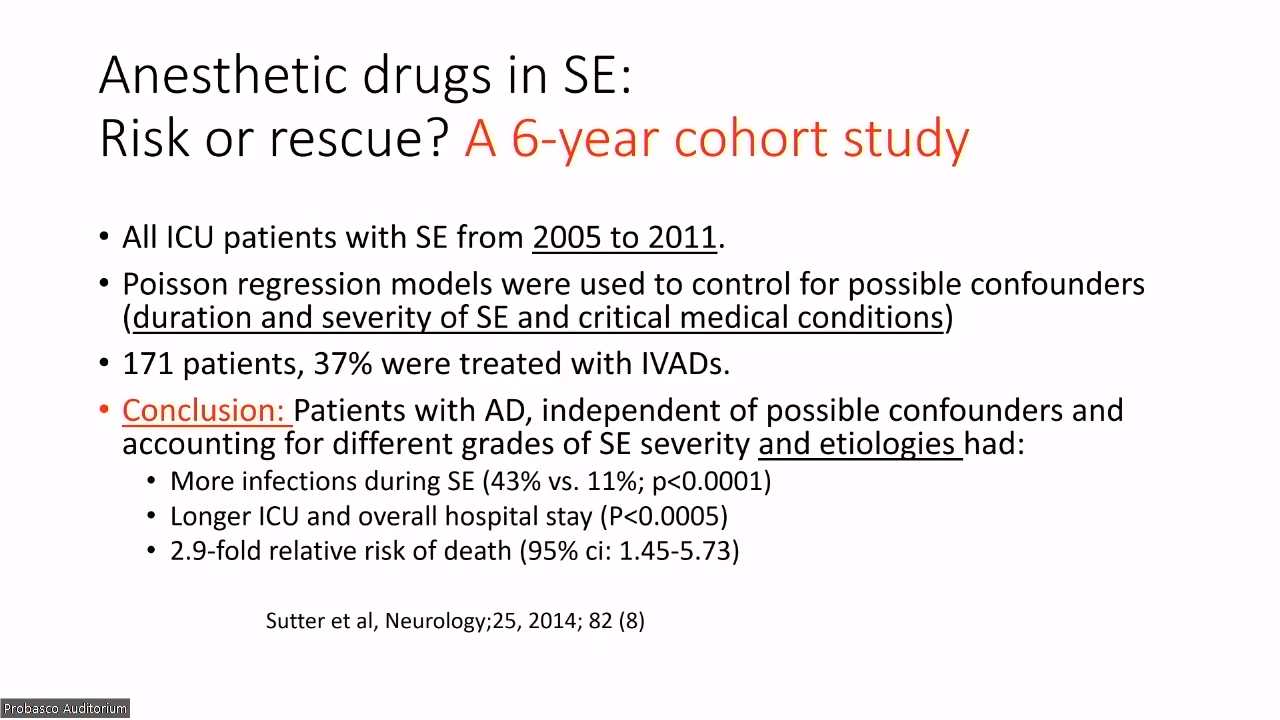 Anesthetic drugs in SE:
Risk or rescue? A 6-year cohort study
• All ICU patients with SE from 2005 to 2011.
• Poisson regression models were used to control for possible confounders
(duration and severity of SE and critical medical conditions)
• 171 patients, 37% were treated with IVADs.
• Conclusion: Patients with AD, independent of possible confounders and
accounting for different grades of SE severity and etiologies had:
• More infections during SE (43% vs. 11%; p<0.0001)
• Longer ICU and overall hospital stay (P<0.0005)
• 2.9-fold relative risk of death (95% ci: 1.45-5.73)
Sutter et al, Neurology;25, 2014; 82 (8)
Probasco Auditorium